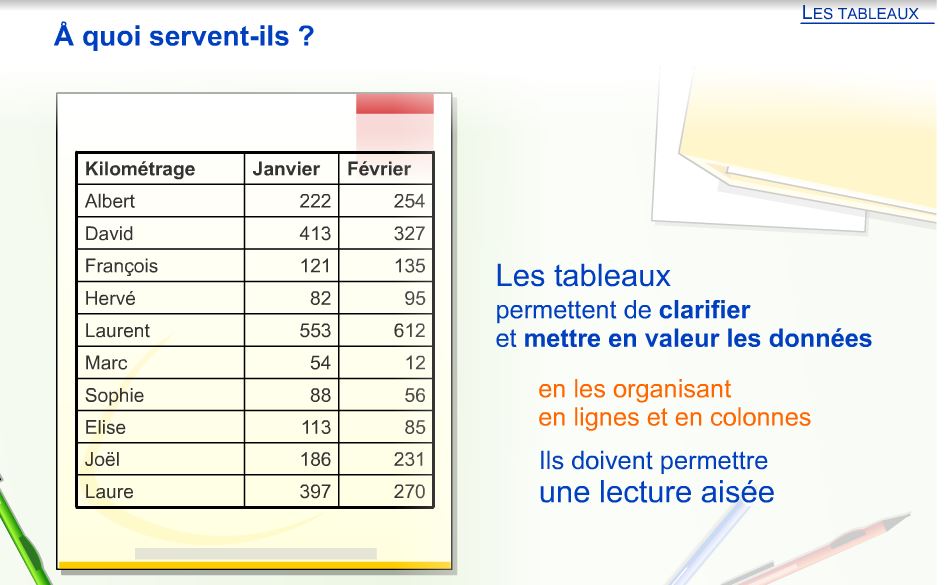 LES TABLEAUX
Å quoi servent-ils ?
Kilométrage Janvier Février
Albert 222 254
David 413 327
François 121 135
Hervé 82 95
Laurent 553 612
Marc 54 12
Sophie 88 56
Elise 113 85
Joël 186 231
Laure 397 270
Les tableaux
permettent de clarifier
et mettre en valeur les données
en les organisant
en lignes et en colonnes
Ils doivent permettre
une lecture aisée